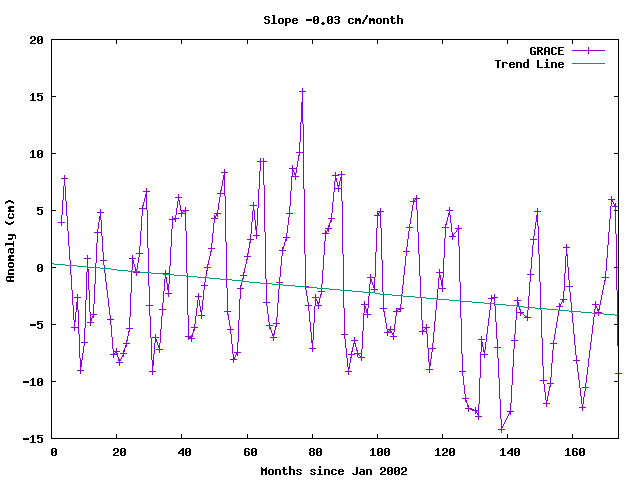 Slope -0.03 cm/month
20
15
10
5
0
-5
-10
-15
Anomaly (cm)
GRACE
Trend Line
0 20 40 60 80 100 120 140 160
Months since Jan 2002